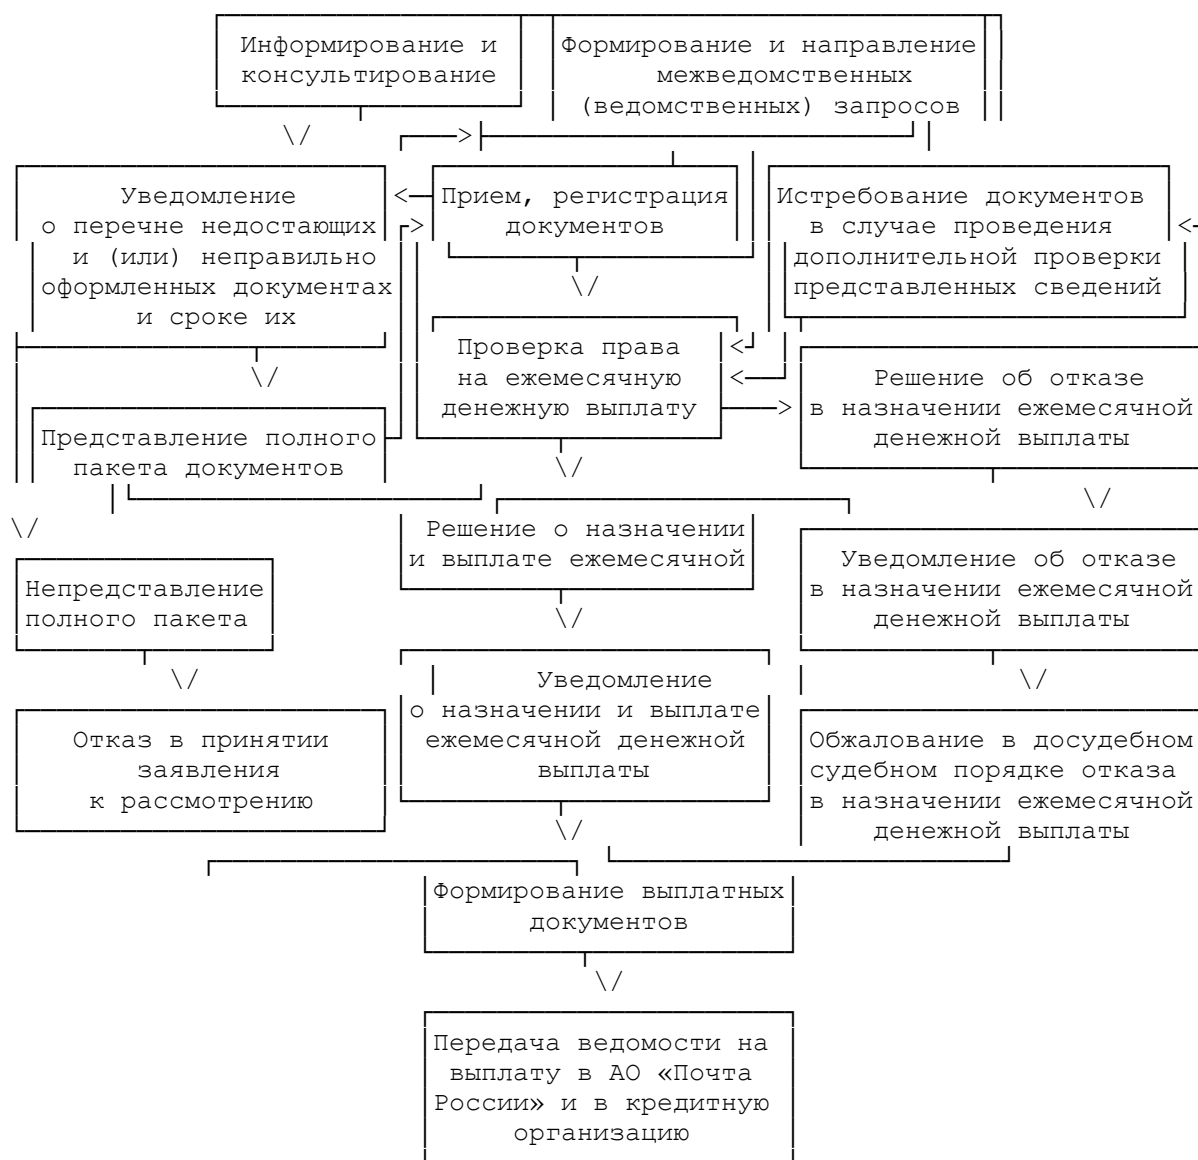 Информирование и
консультирование
Формирование и направление
межведомственных
(ведомственных) запросов
Уведомление
о перечне недостающих
и (или) неправильно
оформленных документах
и сроке их
Прием, регистрация
документов
Истребование документов
в случае проведения
дополнительной проверки
представленных сведений
Проверка права
на ежемесячную
денежную выплату
Решение об отказе
в назначении ежемесячной
денежной выплаты
Представление полного
пакета документов
Решение о назначении
и выплате ежемесячной
Уведомление об отказе
в назначении ежемесячной
денежной выплаты
Непредставление
полного пакета
Уведомление
о назначении и выплате
ежемесячной денежной
выплаты
Отказ в принятии
заявления
к рассмотрению
Обжалование в досудебном
судебном порядке отказа
в назначении ежемесячной
денежной выплаты
Формирование выплатных
документов
Передача ведомости на
выплату в АО «Почта
России» и в кредитную
организацию